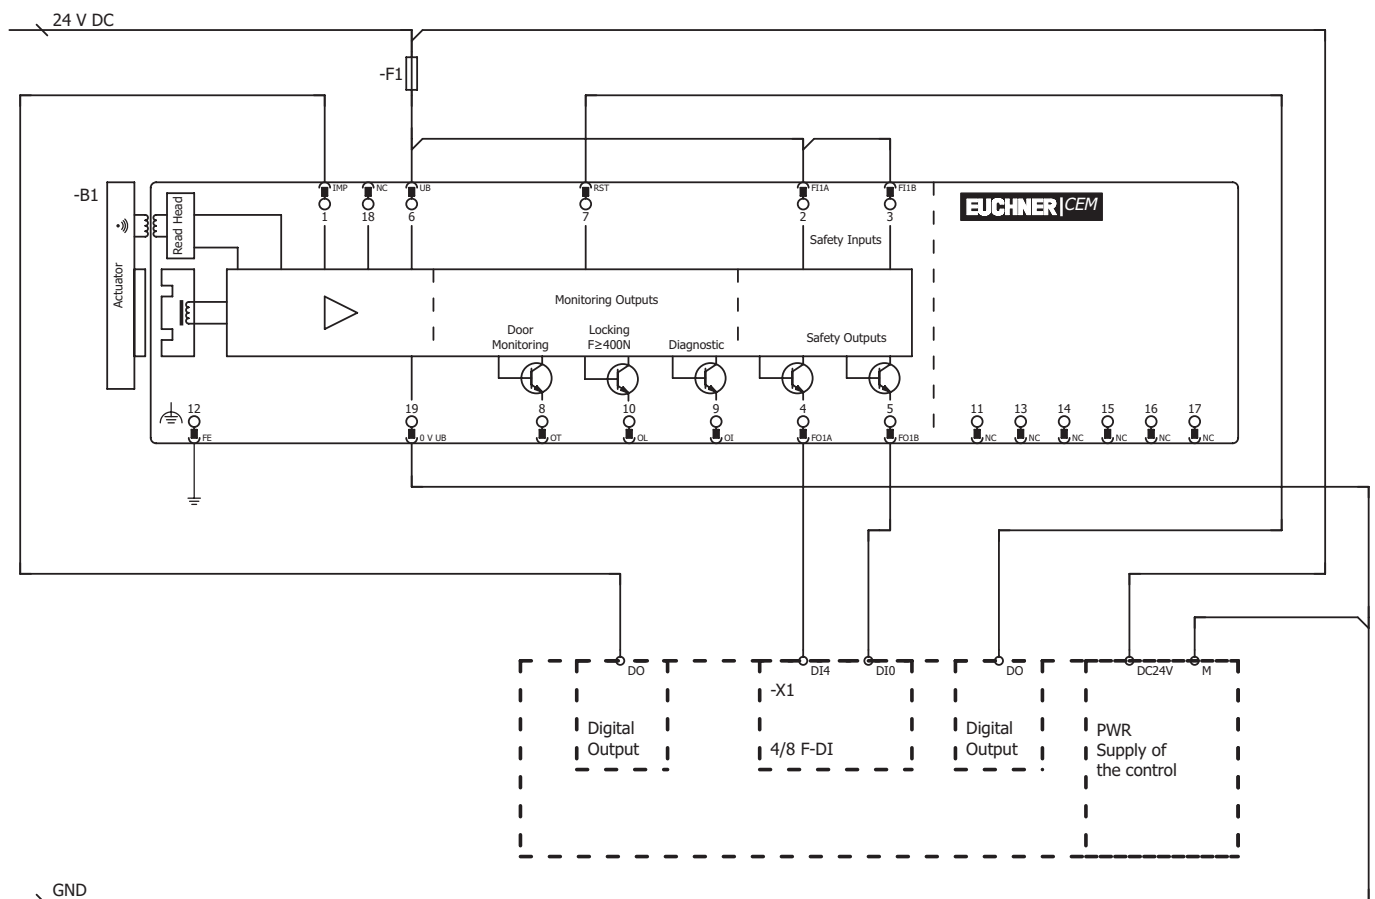 24 V DC
-F1
-B1
IMP
NC
UB
RST
FI1A
FI1B
EUCHNER CEM
1
18
6
7
2
3
Read Head
Safety Inputs
Actuator
Monitoring Outputs
Door
Monitoring
Locking
F≥400N
Diagnostic
Safety Outputs
12
19
8
10
9
4
5
11
13
14
15
16
17
FE
0 V UB
OT
OL
OI
FO1A
FO1B
NC
NC
NC
NC
NC
NC
DO
DI4
DI0
DO
DC24V
M
-X1
Digital
Output
4/8 F-DI
Digital
Output
PWR
Supply of
the control
GND